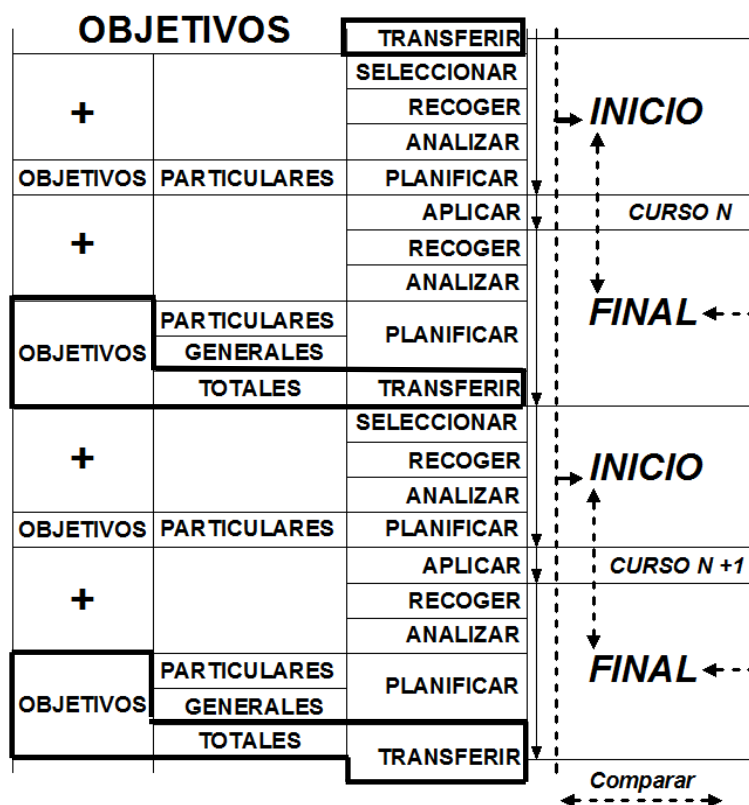 OBJETIVOS TRANSFERIR
SELECCIONAR
+ RECOGER INICIO
ANALIZAR
OBJETIVOS PARTICULARES PLANIFICAR
APLICAR CURSO N
+ RECOGER
ANALIZAR
PARTICULARES FINAL
OBJETIVOS GENERALES PLANIFICAR
TOTALES TRANSFERIR
SELECCIONAR
+ RECOGER INICIO
ANALIZAR
OBJETIVOS PARTICULARES PLANIFICAR
APLICAR CURSO N +1
+ RECOGER
ANALIZAR
PARTICULARES PLANIFICAR FINAL
OBJETIVOS GENERALES
TOTALES TRANSFERIR
Comparar